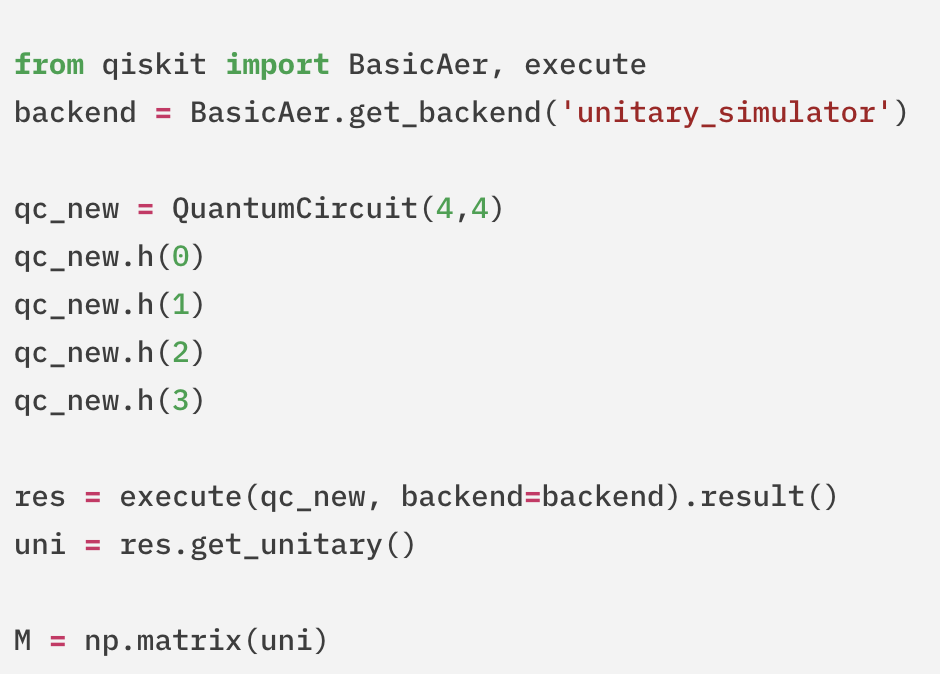 from qiskit import BasicAer, execute
backend = BasicAer.get_backend('unitary_simulator')
qc_new = QuantumCircuit(4,4)
qc_new.h(0)
qc_new.h(1)
qc_new.h(2)
qc_new.h(3)
res = execute(qc_new, backend=backend).result()
uni = res.get_unitary()
M = np.matrix(uni)